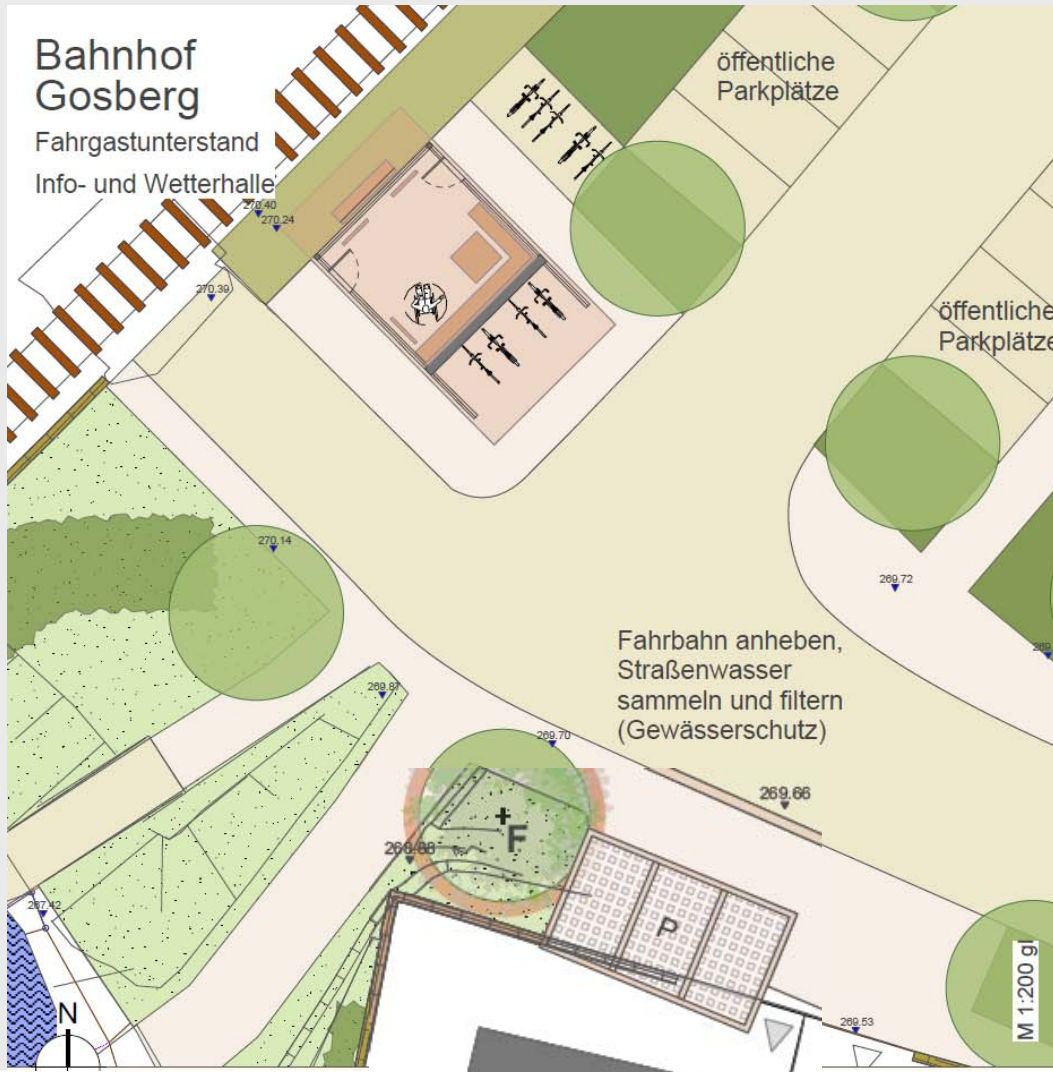 Bahnhof
Gosberg
Fahrgastunterstand
Info- und Wetterhalle
öffentliche
Parkplätze
270.40
270.24
270.39
öffentliche
Parkplätze
270.14
269.72
Fahrbahn anheben,
Straßenwasser
sammeln und filtern
(Gewässerschutz)
269.
269.87
269.70
269.66
F
P
267.42
N
269.53
M 1:200 gl